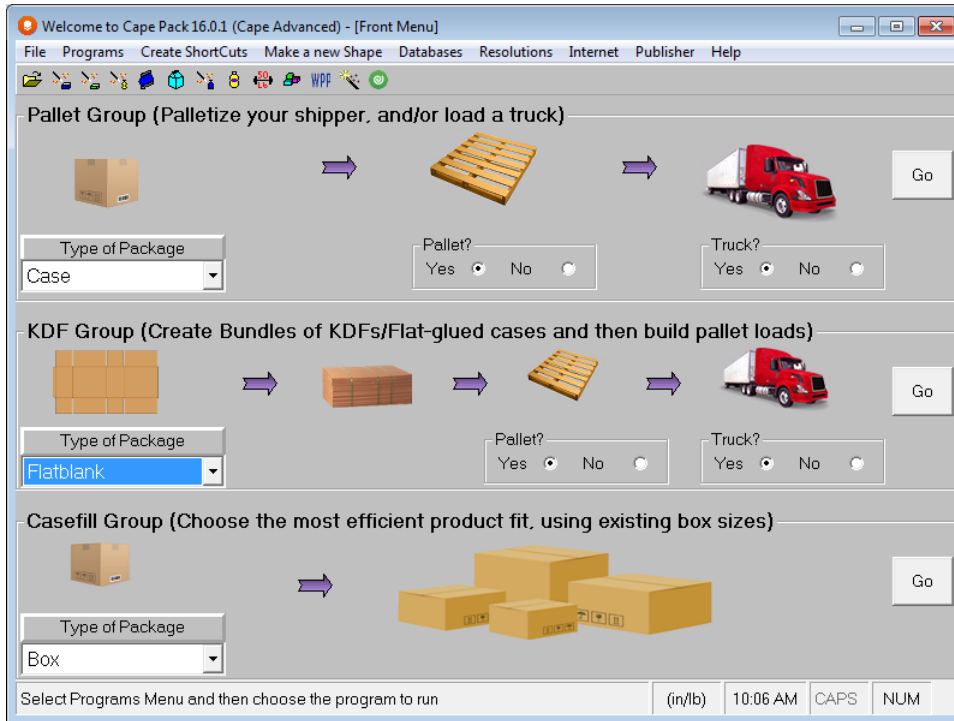 Welcome to Cape Pack 16.0.1 (Cape Advanced) - [Front Menu]
File Programs Create ShortCuts Make a new Shape Databases Resolutions Internet Publisher Help
WPP
Pallet Group (Palletize your shipper, and/or load a truck)
Go
Type of Package
Case
Pallet?
Yes No
Truck?
Yes No
KDF Group (Create Bundles of KDFs/Flat-glued cases and then build pallet loads)
Go
Type of Package
Flatblank
Pallet?
Yes No
Truck?
Yes No
Casefill Group (Choose the most efficient product fit, using existing box sizes)
Go
Type of Package
Box
Select Programs Menu and then choose the program to run (in/lb) 10:06 AM CAPS NUM